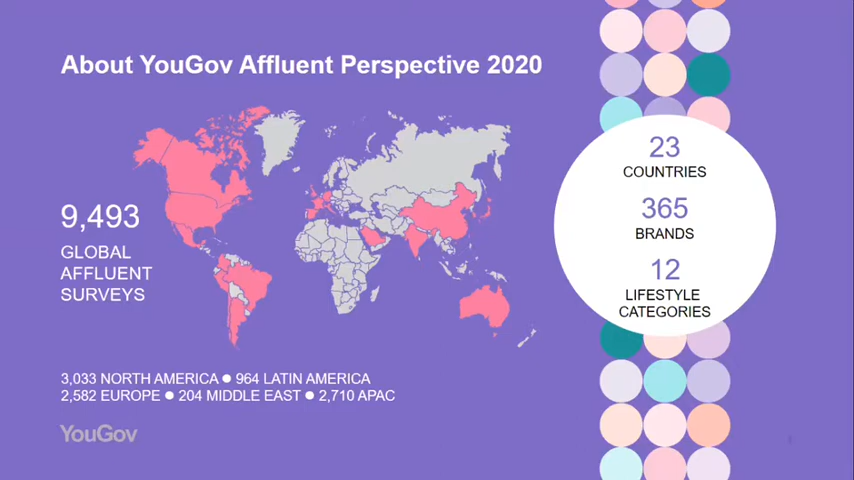 About YouGov Affluent Perspective 2020
9,493
GLOBAL
AFFLUENT
SURVEYS
3,033 NORTH AMERICA ● 964 LATIN AMERICA
2,582 EUROPE ● 204 MIDDLE EAST ● 2,710 APAC
YouGov
23
COUNTRIES
365
BRANDS
12
LIFESTYLE
CATEGORIES